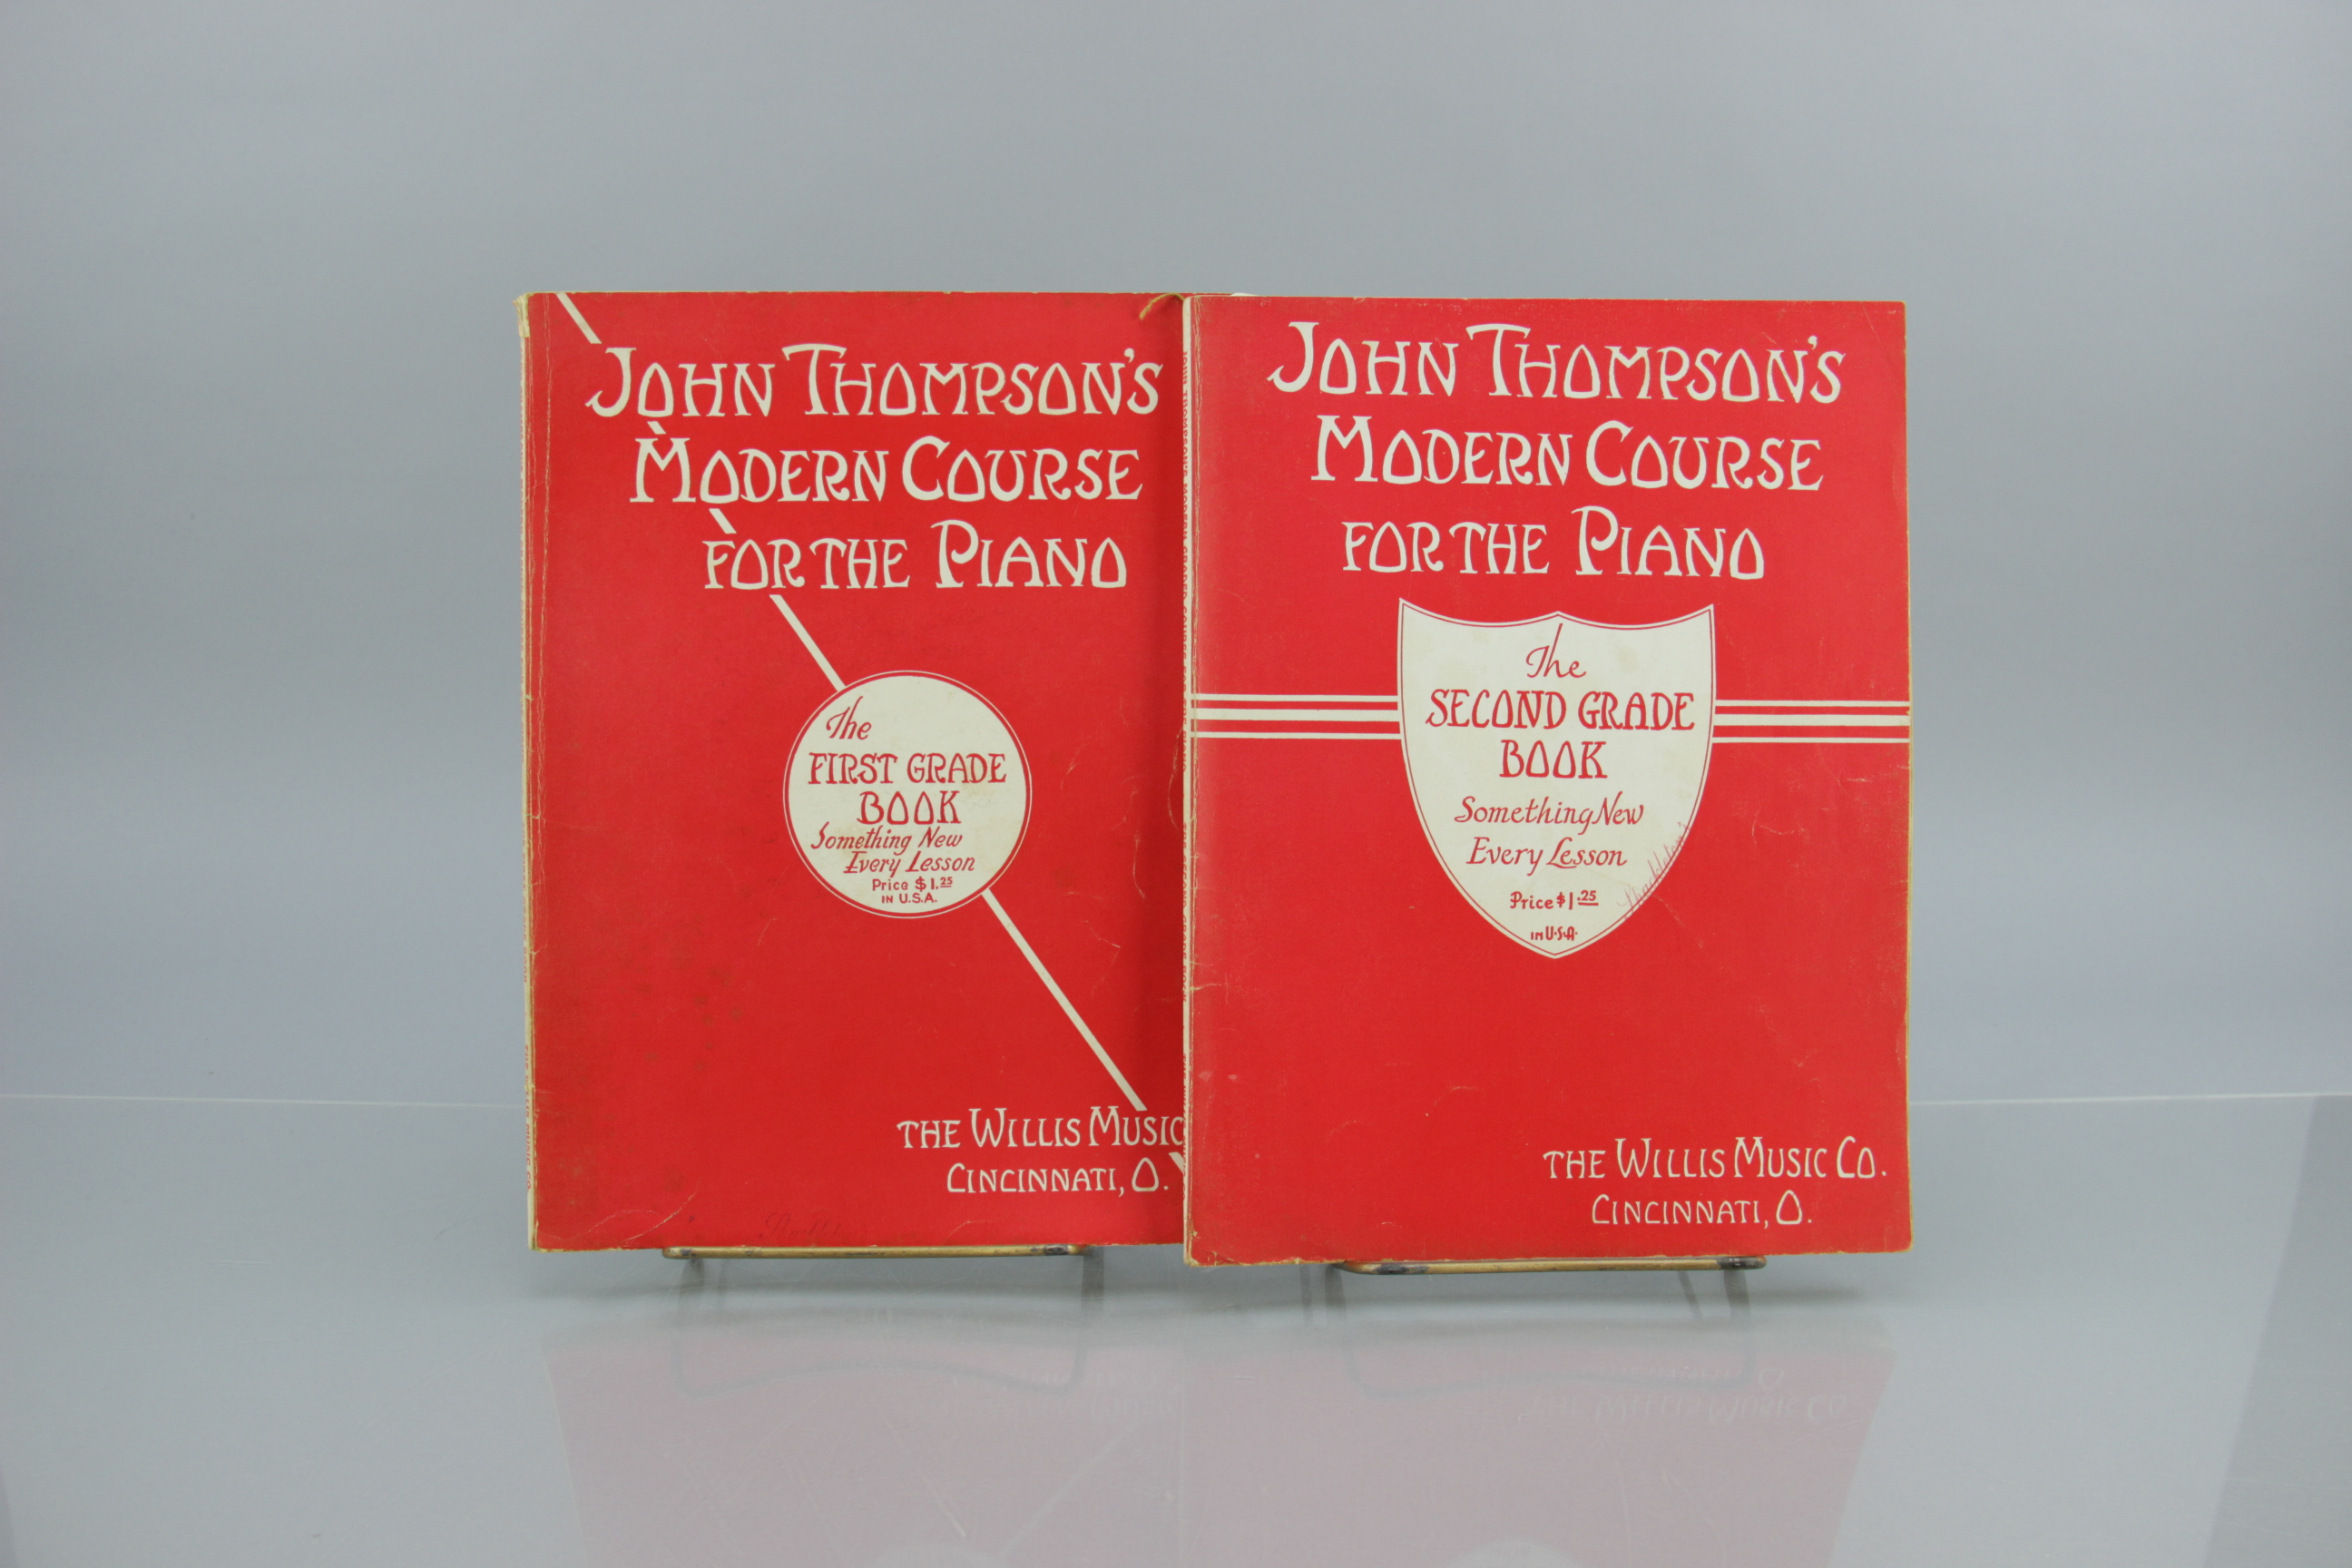 JOHN THOMPSON'S
MODERN COURSE
FOR THE PIANO
The
FIRST GRADE
BOOK
Something New
Every Lesson
Price $1.25
IN U.S.A.
THE WILLIS MUSIC
CINCINNATI, O.
JOHN THOMPSON'S
MODERN COURSE
FOR THE PIANO
The
SECOND GRADE
BOOK
Something New
Every Lesson
Price $1.25
IN U.S.A.
THE WILLIS MUSIC CO.
CINCINNATI, O.